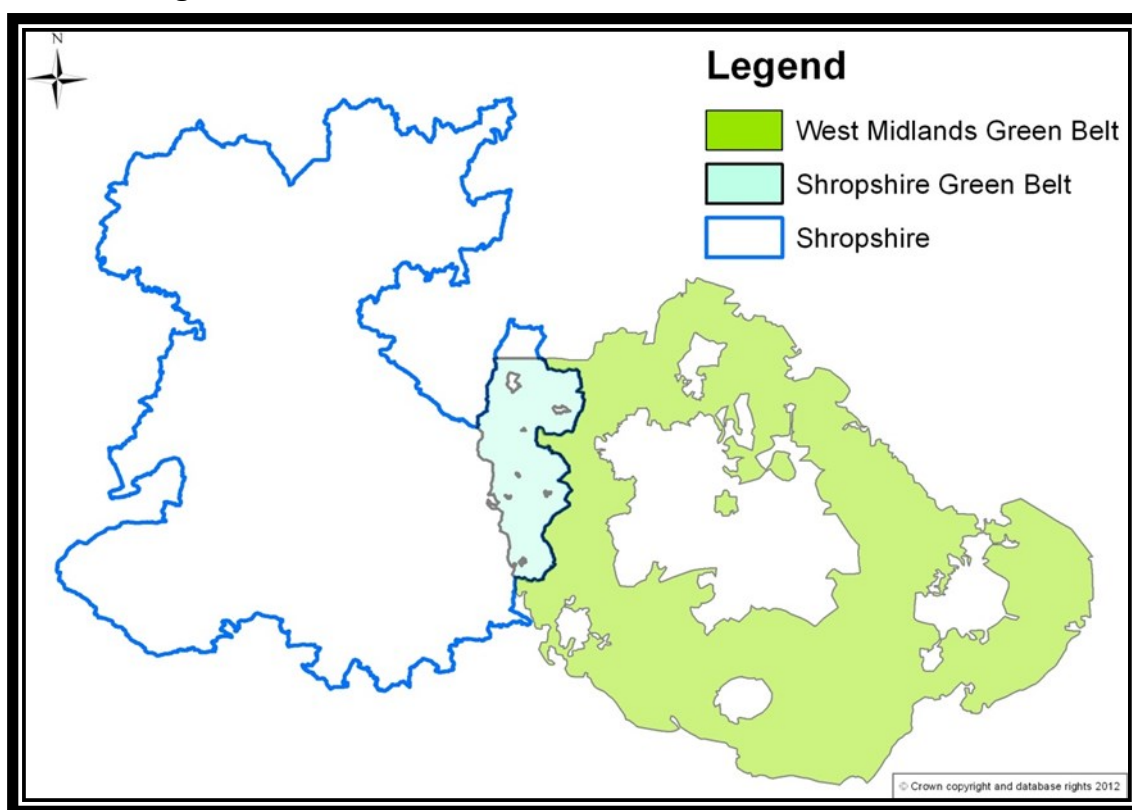 N
Legend
West Midlands Green Belt
Shropshire Green Belt
Shropshire
© Crown copyright and database rights 2012